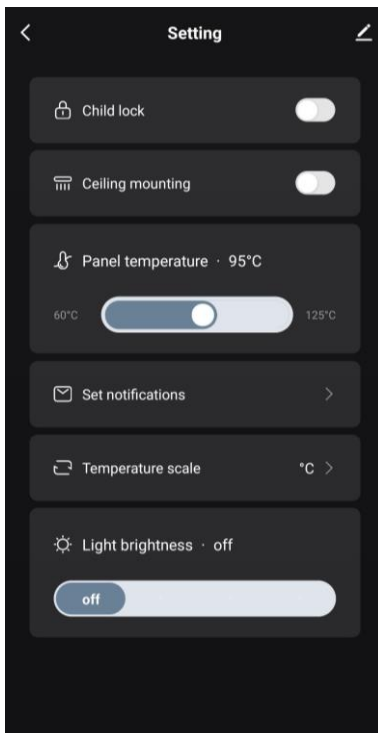 Setting
Child lock
Ceiling mounting
Panel temperature · 95°C
60°C 125°C
Set notifications
Temperature scale °C
Light brightness · off
off